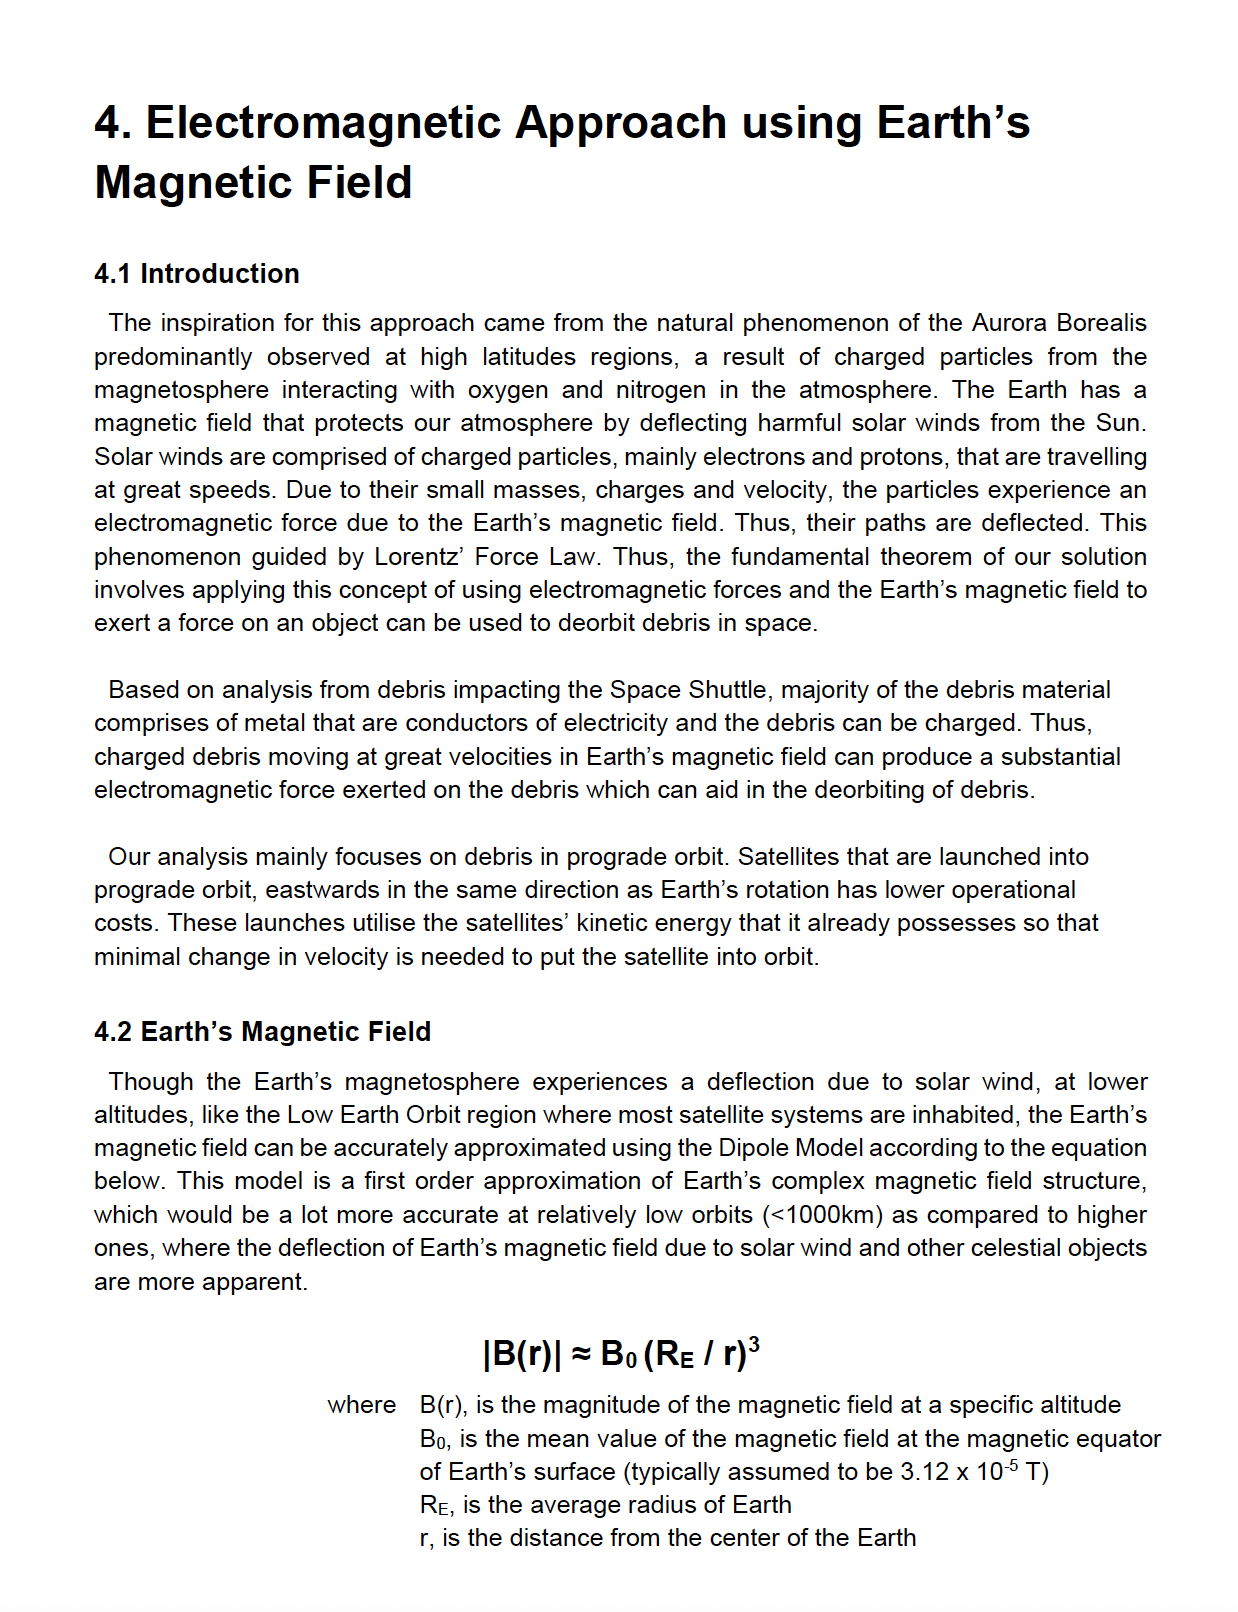 4. Electromagnetic Approach using Earth’s
Magnetic Field
4.1 Introduction
The inspiration for this approach came from the natural phenomenon of the Aurora Borealis
predominantly observed at high latitudes regions, a result of charged particles from the
magnetosphere interacting with oxygen and nitrogen in the atmosphere. The Earth has a
magnetic field that protects our atmosphere by deflecting harmful solar winds from the Sun.
Solar winds are comprised of charged particles, mainly electrons and protons, that are travelling
at great speeds. Due to their small masses, charges and velocity, the particles experience an
electromagnetic force due to the Earth’s magnetic field. Thus, their paths are deflected. This
phenomenon guided by Lorentz’ Force Law. Thus, the fundamental theorem of our solution
involves applying this concept of using electromagnetic forces and the Earth’s magnetic field to
exert a force on an object can be used to deorbit debris in space.
Based on analysis from debris impacting the Space Shuttle, majority of the debris material
comprises of metal that are conductors of electricity and the debris can be charged. Thus,
charged debris moving at great velocities in Earth’s magnetic field can produce a substantial
electromagnetic force exerted on the debris which can aid in the deorbiting of debris.
Our analysis mainly focuses on debris in prograde orbit. Satellites that are launched into
prograde orbit, eastwards in the same direction as Earth’s rotation has lower operational
costs. These launches utilise the satellites’ kinetic energy that it already possesses so that
minimal change in velocity is needed to put the satellite into orbit.
4.2 Earth’s Magnetic Field
Though the Earth’s magnetosphere experiences a deflection due to solar wind, at lower
altitudes, like the Low Earth Orbit region where most satellite systems are inhabited, the Earth’s
magnetic field can be accurately approximated using the Dipole Model according to the equation
below. This model is a first order approximation of Earth’s complex magnetic field structure,
which would be a lot more accurate at relatively low orbits (<1000km) as compared to higher
ones, where the deflection of Earth’s magnetic field due to solar wind and other celestial objects
are more apparent.
|B(r)| ≈ B₀ (Rᴇ / r)³
where B(r), is the magnitude of the magnetic field at a specific altitude
B₀, is the mean value of the magnetic field at the magnetic equator
of Earth’s surface (typically assumed to be 3.12 x 10⁻⁵ T)
Rᴇ, is the average radius of Earth
r, is the distance from the center of the Earth